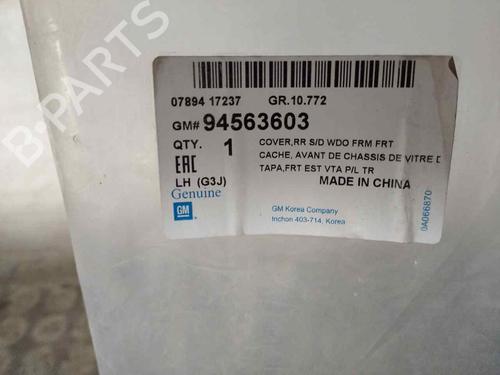 07894 17237 GR.10.772
GM# 94563603
QTY. 1
COVER,RR S/D WDO FRM FRT
CACHE, AVANT DE CHASSIS DE VITRE D
TAPA,FRT EST VTA P/L TR
EAC
LH (G3J)
MADE IN CHINA
Genuine
GM
GM Korea Company
Inchon 403-714, Korea
0A066870
B-PARTS